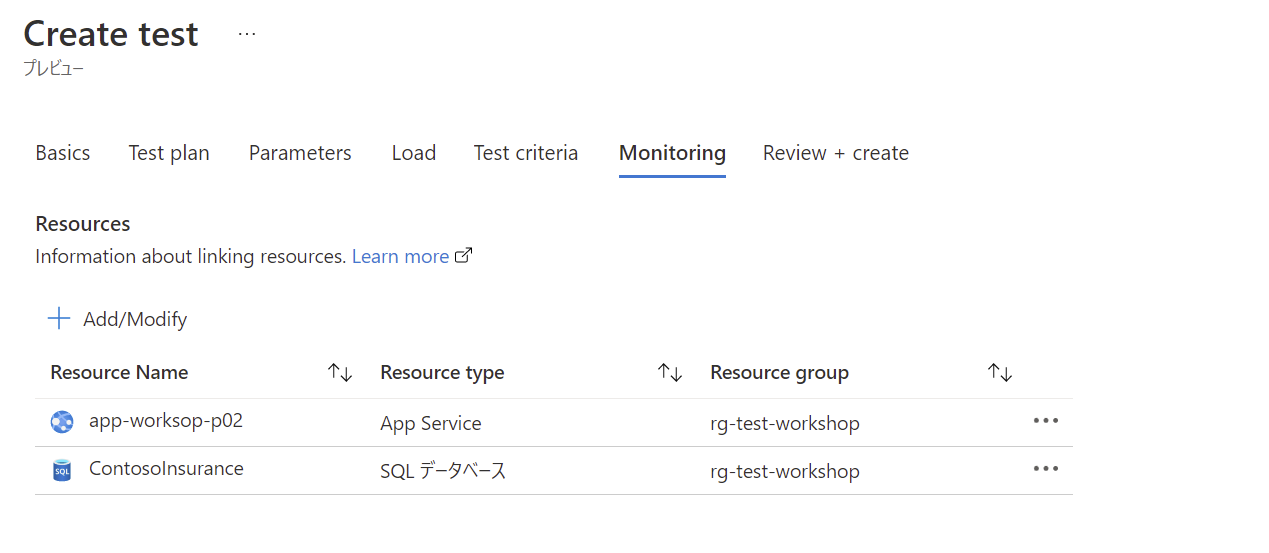 Create test ...
プレビュー
Basics Test plan Parameters Load Test criteria Monitoring Review + create
Resources
Information about linking resources. Learn more
Add/Modify
Resource Name Resource type Resource group
app-worksop-p02 App Service rg-test-workshop
SQL ContosoInsurance SQL データベース rg-test-workshop